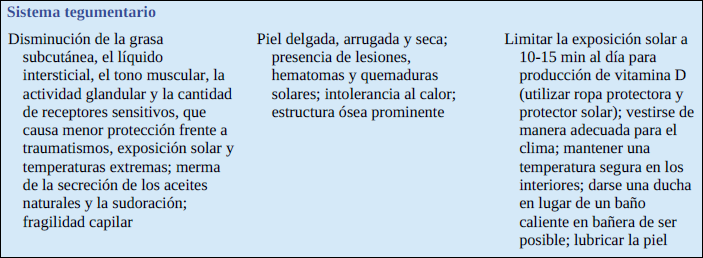 Sistema tegumentario
Disminución de la grasa
subcutánea, el líquido
intersticial, el tono muscular, la
actividad glandular y la cantidad
de receptores sensitivos, que
causa menor protección frente a
traumatismos, exposición solar y
temperaturas extremas; merma
de la secreción de los aceites
naturales y la sudoración;
fragilidad capilar
Piel delgada, arrugada y seca;
presencia de lesiones,
hematomas y quemaduras
solares; intolerancia al calor;
estructura ósea prominente
Limitar la exposición solar a
10-15 min al día para
producción de vitamina D
(utilizar ropa protectora y
protector solar); vestirse de
manera adecuada para el
clima; mantener una
temperatura segura en los
interiores; darse una ducha
en lugar de un baño
caliente en bañera de ser
posible; lubricar la piel